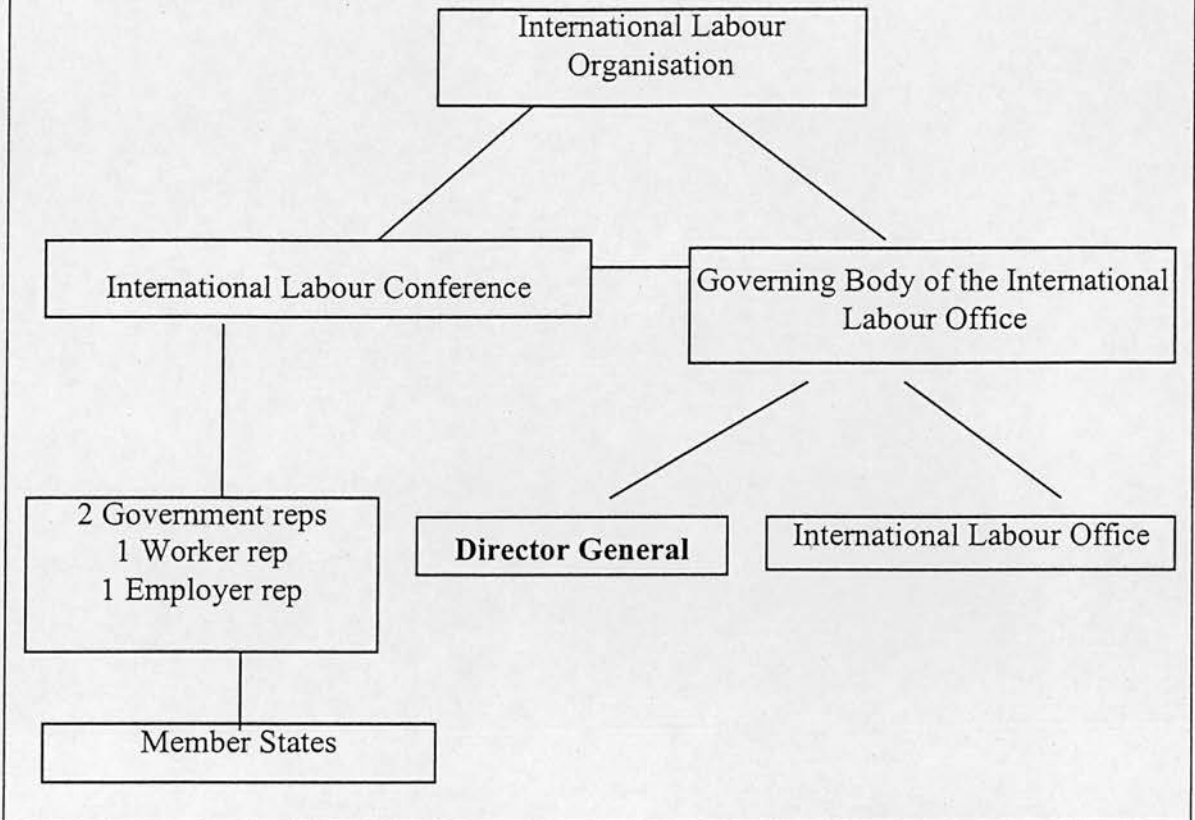 International Labour
Organisation
International Labour Conference
Governing Body of the International
Labour Office
2 Government reps
1 Worker rep
1 Employer rep
Director General
International Labour Office
Member States